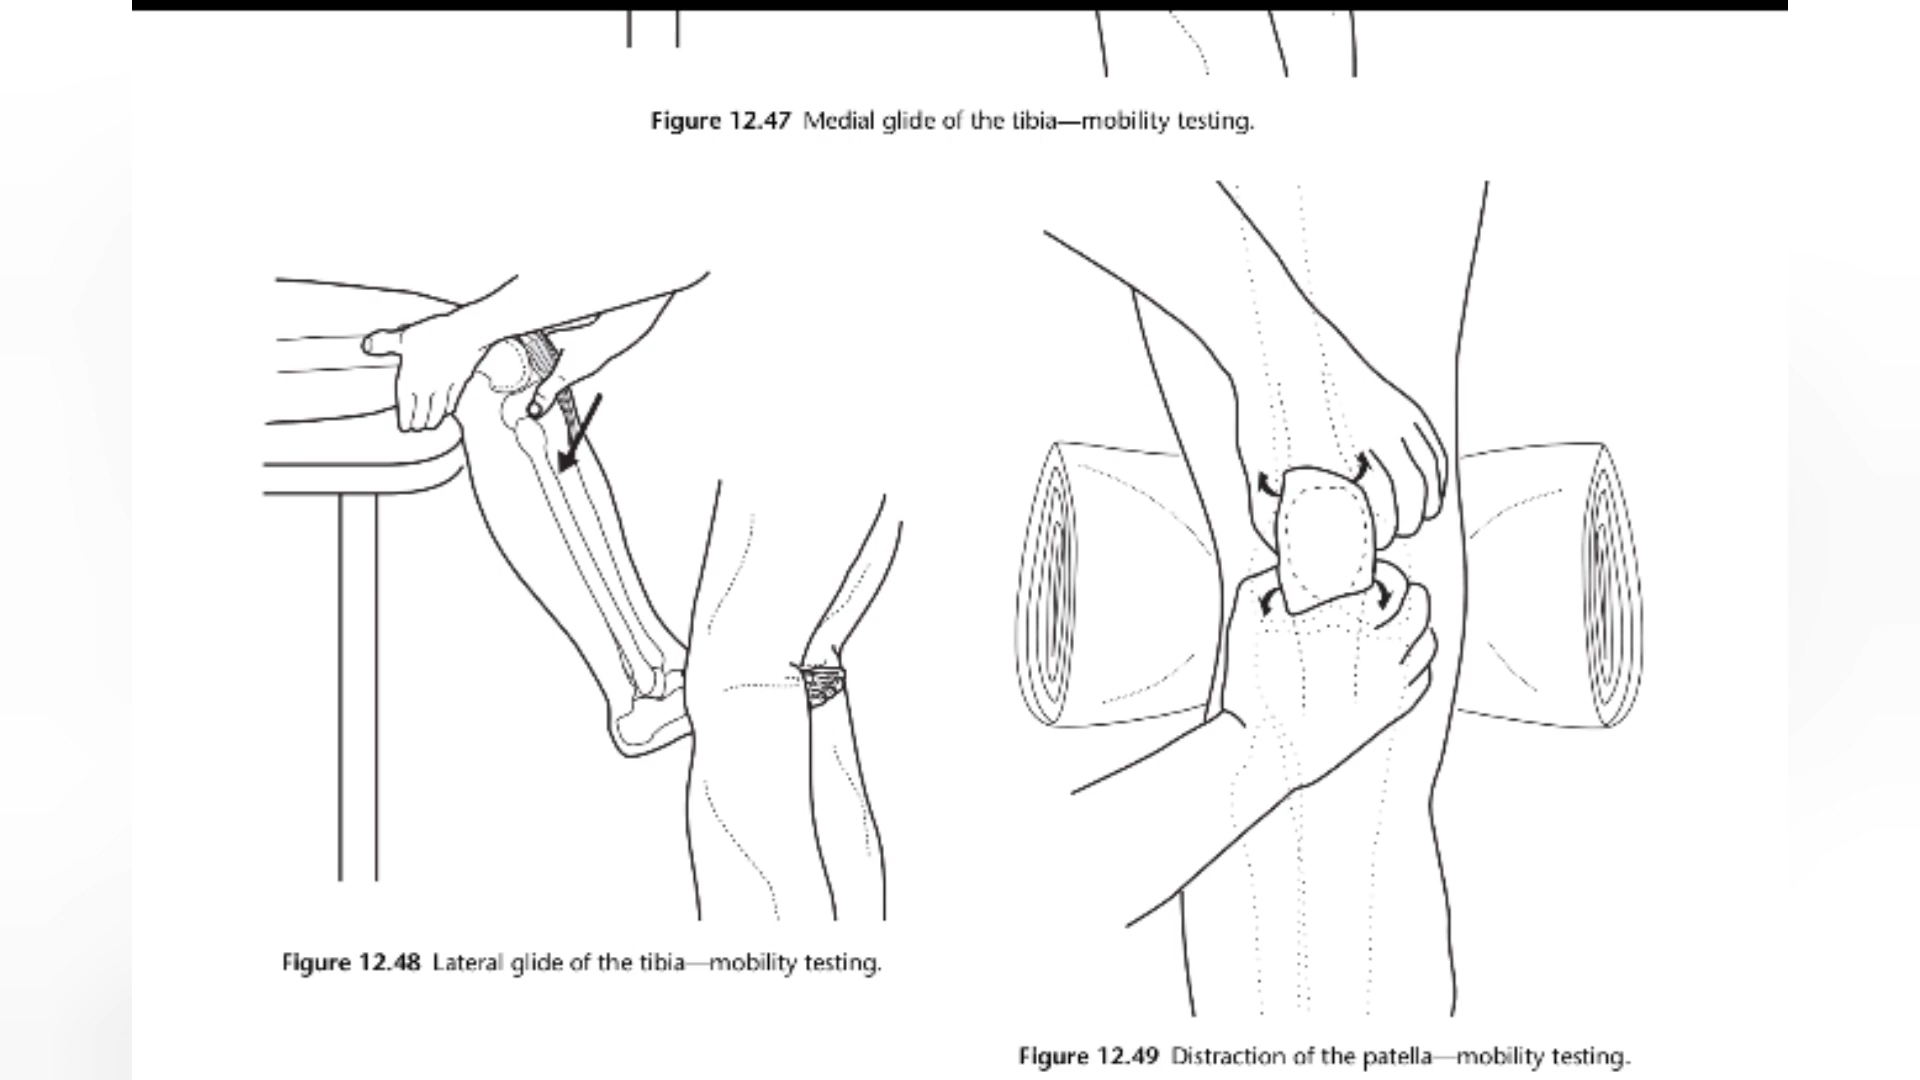 Figure 12.47 Medial glide of the tibia—mobility testing.
Figure 12.48 Lateral glide of the tibia—mobility testing.
Figure 12.49 Distraction of the patella—mobility testing.